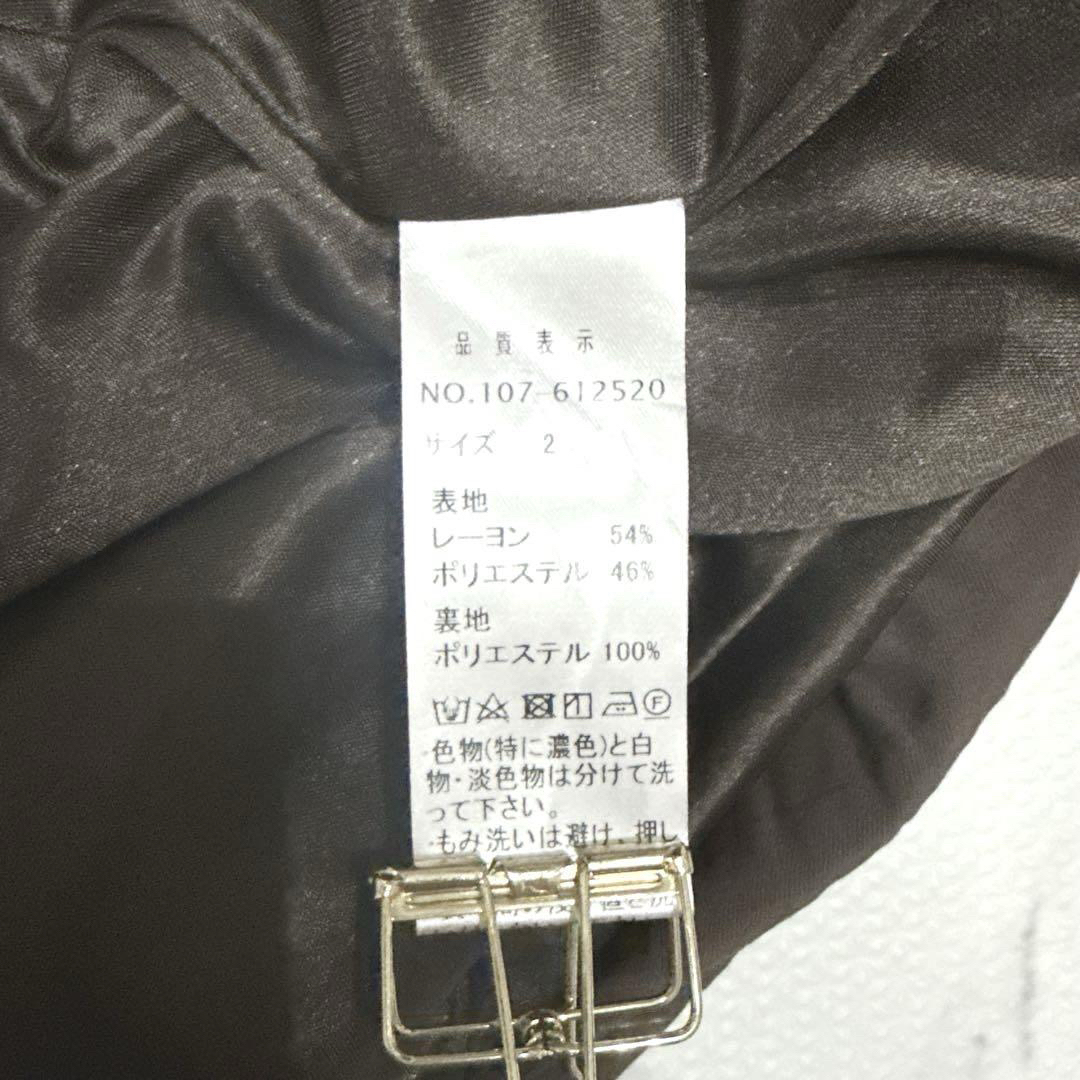 品質表示
NO.107-612520
サイズ 2
表地
レーヨン 54%
ポリエステル 46%
裏地
ポリエステル 100%
F
·色物(特に濃色)と白
物・淡色物は分けて洗
って下さい。
·もみ洗いは避け、押し